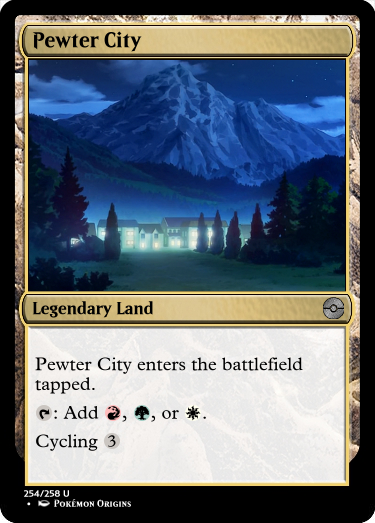 Pewter City
Legendary Land
Pewter City enters the battlefield
tapped.
: Add , , or .
Cycling 3
254/258 U
• Pokémon Origins